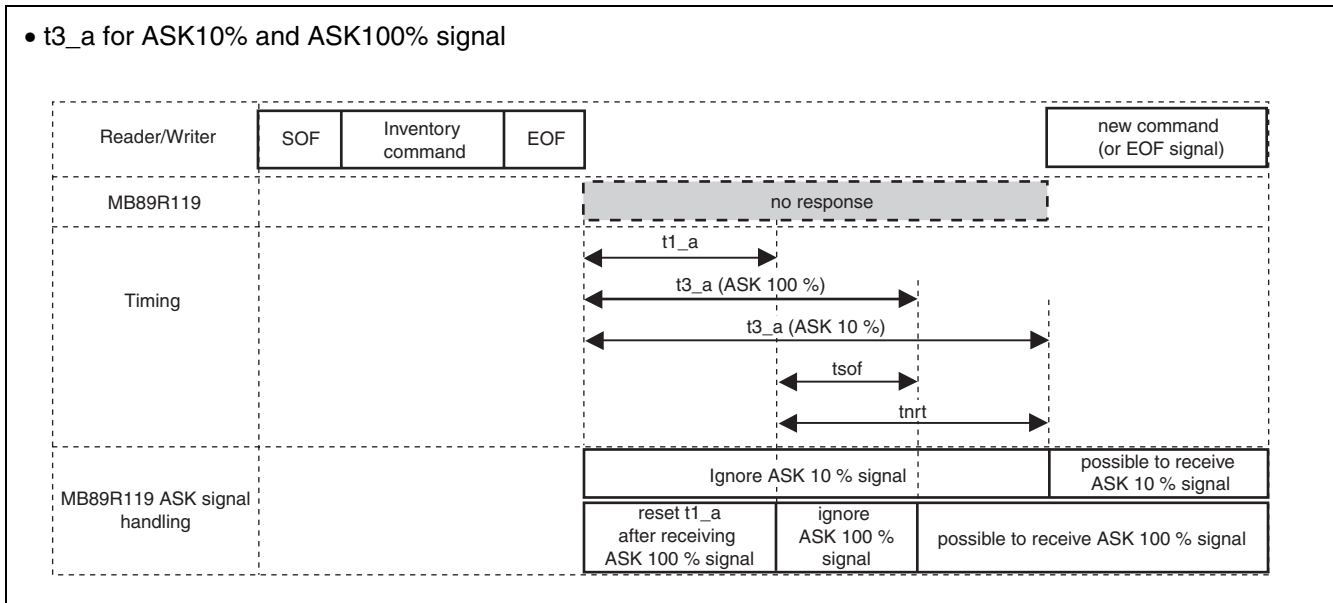 • t3_a for ASK10% and ASK100% signal
Reader/Writer
SOF
Inventory
command
EOF
new command
(or EOF signal)
MB89R119
no response
Timing
t1_a
t3_a (ASK 100 %)
t3_a (ASK 10 %)
tsof
tnrt
MB89R119 ASK signal
handling
Ignore ASK 10 % signal
possible to receive
ASK 10 % signal
reset t1_a
after receiving
ASK 100 % signal
ignore
ASK 100 %
signal
possible to receive ASK 100 % signal